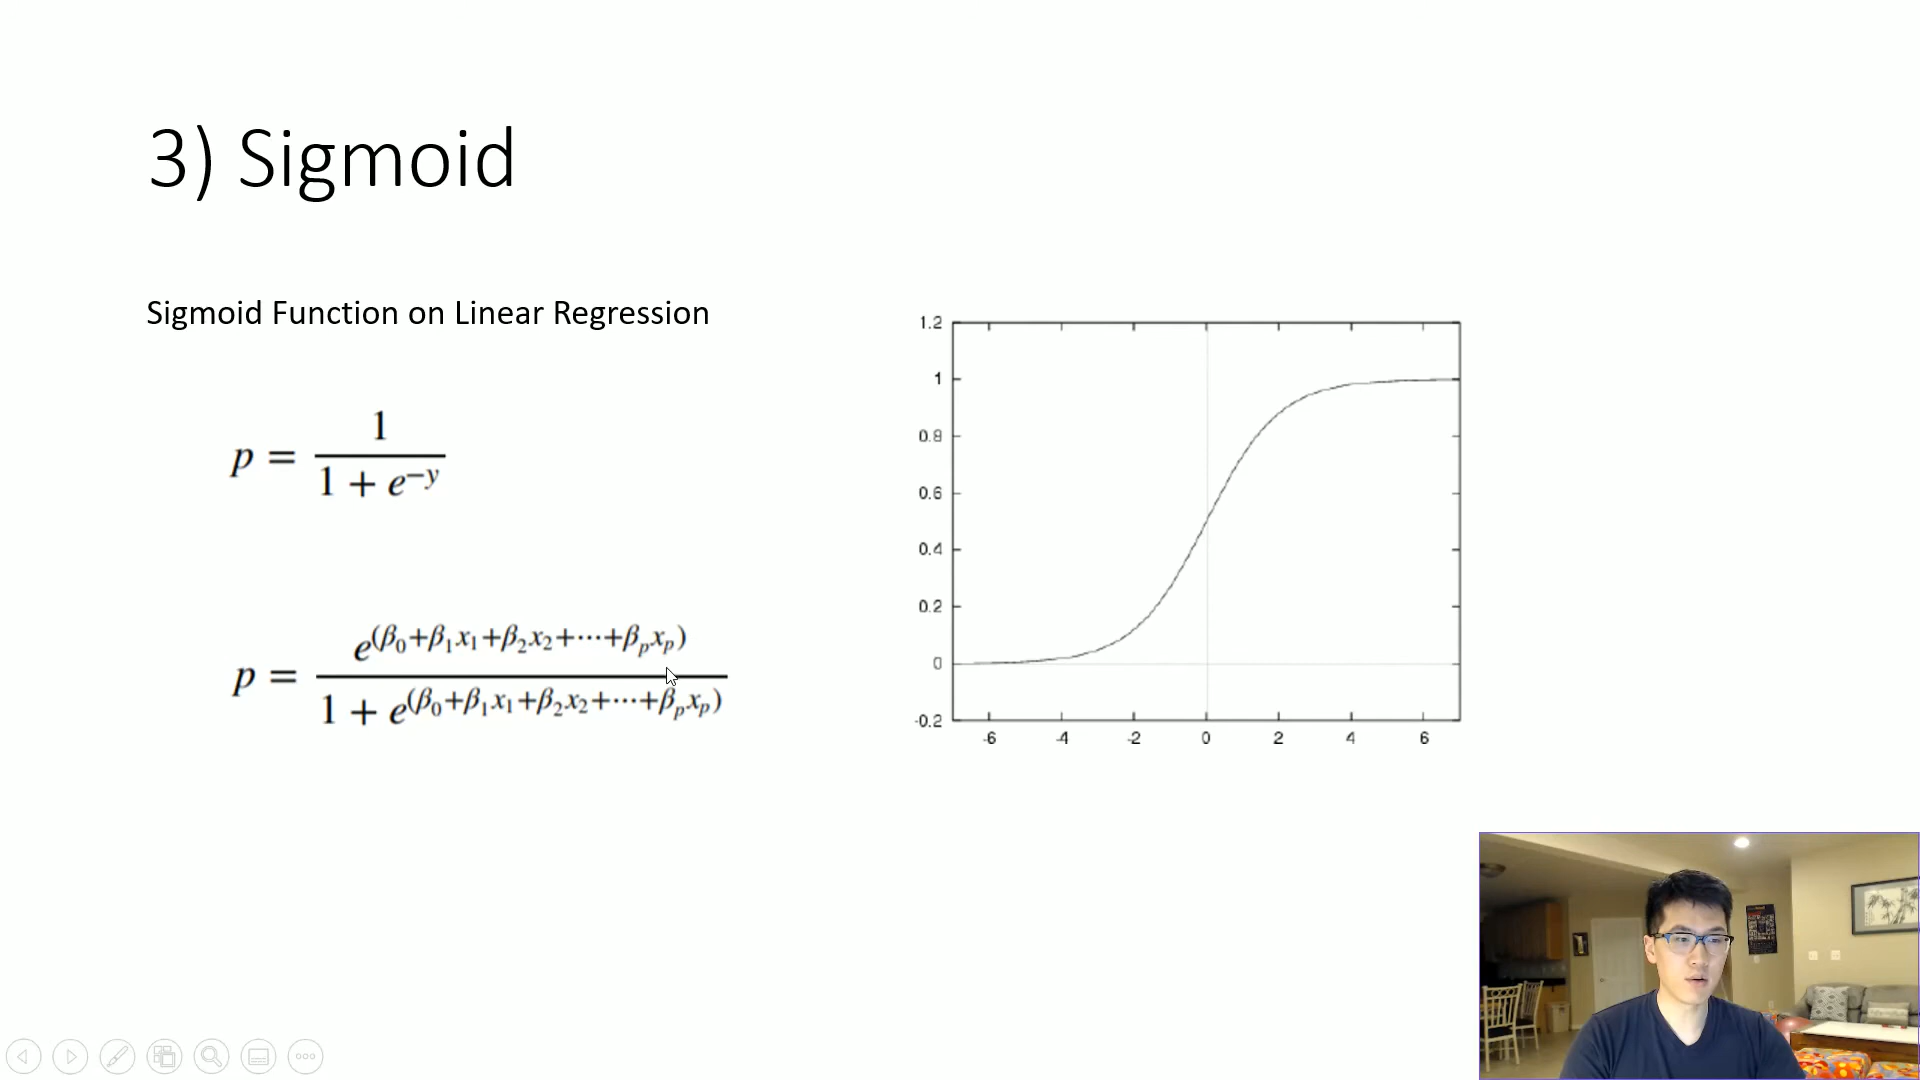 3) Sigmoid
Sigmoid Function on Linear Regression
p = 1 / (1 + e^{−y})
p = e^{(β₀+β₁x₁+β₂x₂+⋯+βₚxₚ)} / (1 + e^{(β₀+β₁x₁+β₂x₂+⋯+βₚxₚ)})
1.2
1
0.8
0.6
0.4
0.2
0
-0.2
-6 -4 -2 0 2 4 6